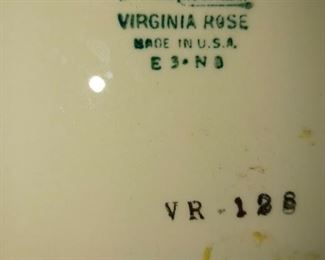 VIRGINIA ROSE
MADE IN U.S.A.
E 3 • N 8
VR-128